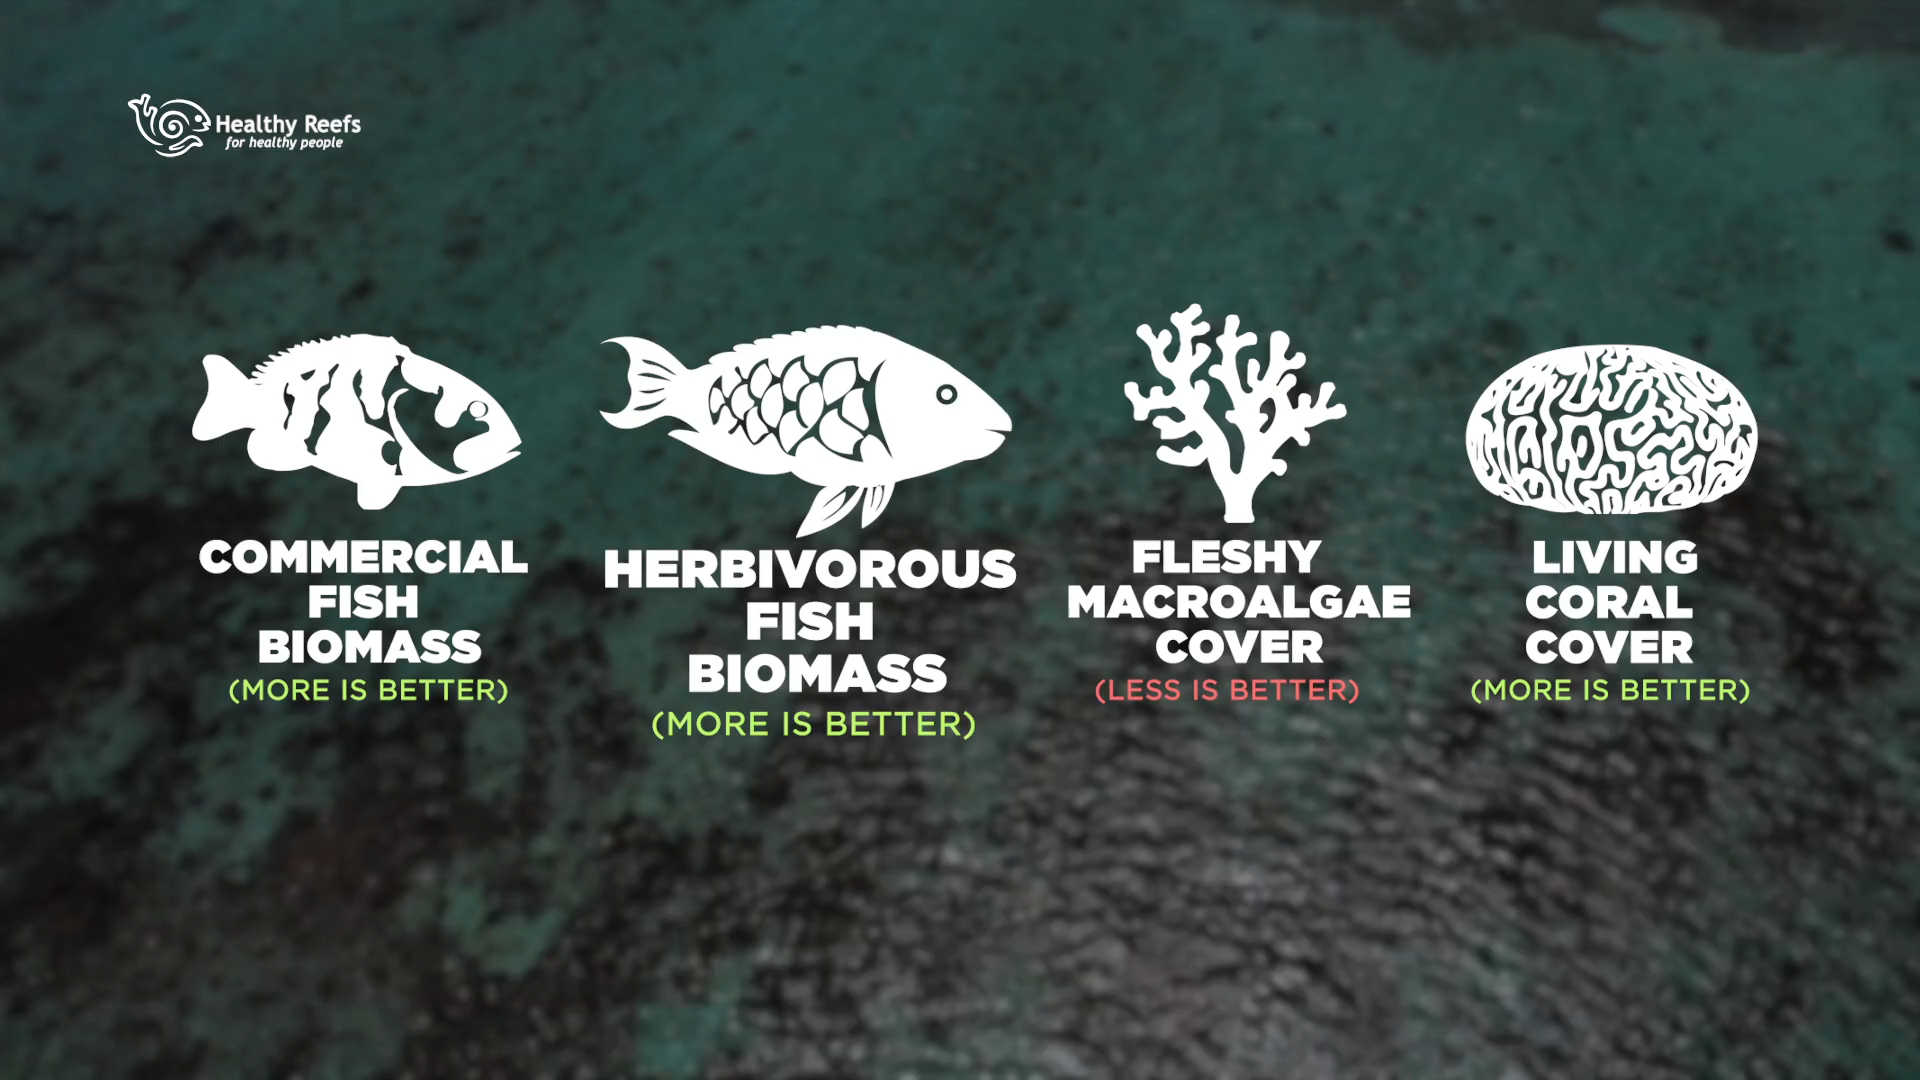 Healthy Reefs
for healthy people
COMMERCIAL
FISH
BIOMASS
(MORE IS BETTER)
HERBIVOROUS
FISH
BIOMASS
(MORE IS BETTER)
FLESHY
MACROALGAE
COVER
(LESS IS BETTER)
LIVING
CORAL
COVER
(MORE IS BETTER)